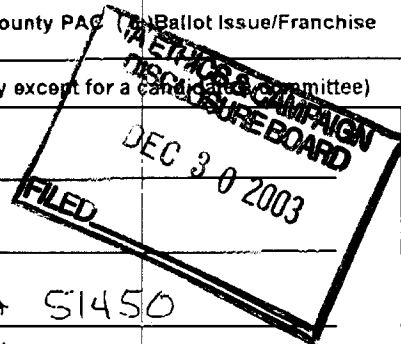 ounty PAC (  )Ballot Issue/Franchise
y except for a candidate's committee)
IA ETHICS & CAMPAIGN
DISCLOSURE BOARD
DEC 3 0 2003
FILED
51450